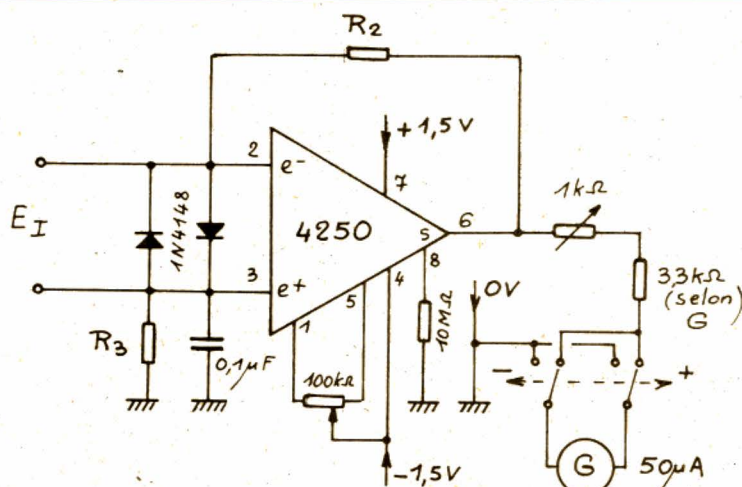 R2
+1,5V
2
e-
7
1kΩ
EI
1N4148
4250
6
s
8
3
e+
4
5
1
0V
3,3kΩ
(selon
G)
R3
0,1µF
100kΩ
10MΩ
-
+
-1,5V
G
50µA